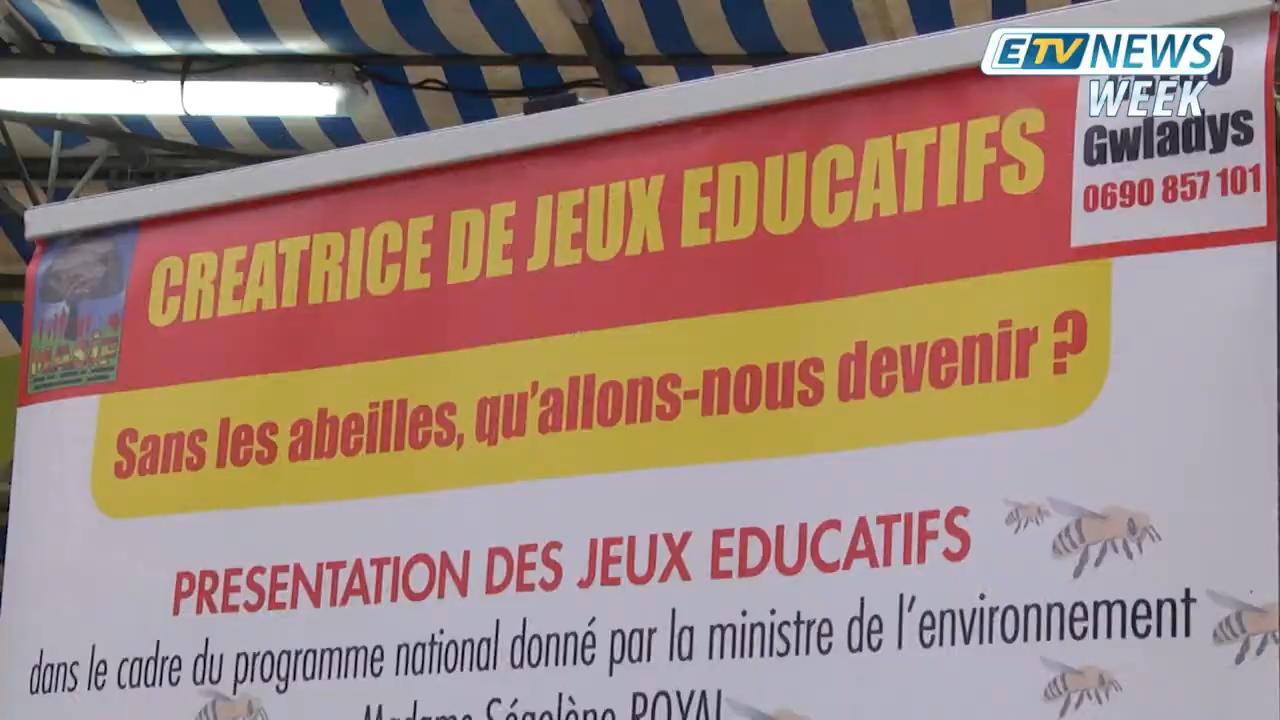 ETV NEWS
WEEK
Gwladys
0690 857 101
CREATRICE DE JEUX EDUCATIFS
Sans les abeilles, qu'allons-nous devenir ?
PRESENTATION DES JEUX EDUCATIFS
dans le cadre du programme national donné par la ministre de l'environnement
Madame Ségolène ROYAL